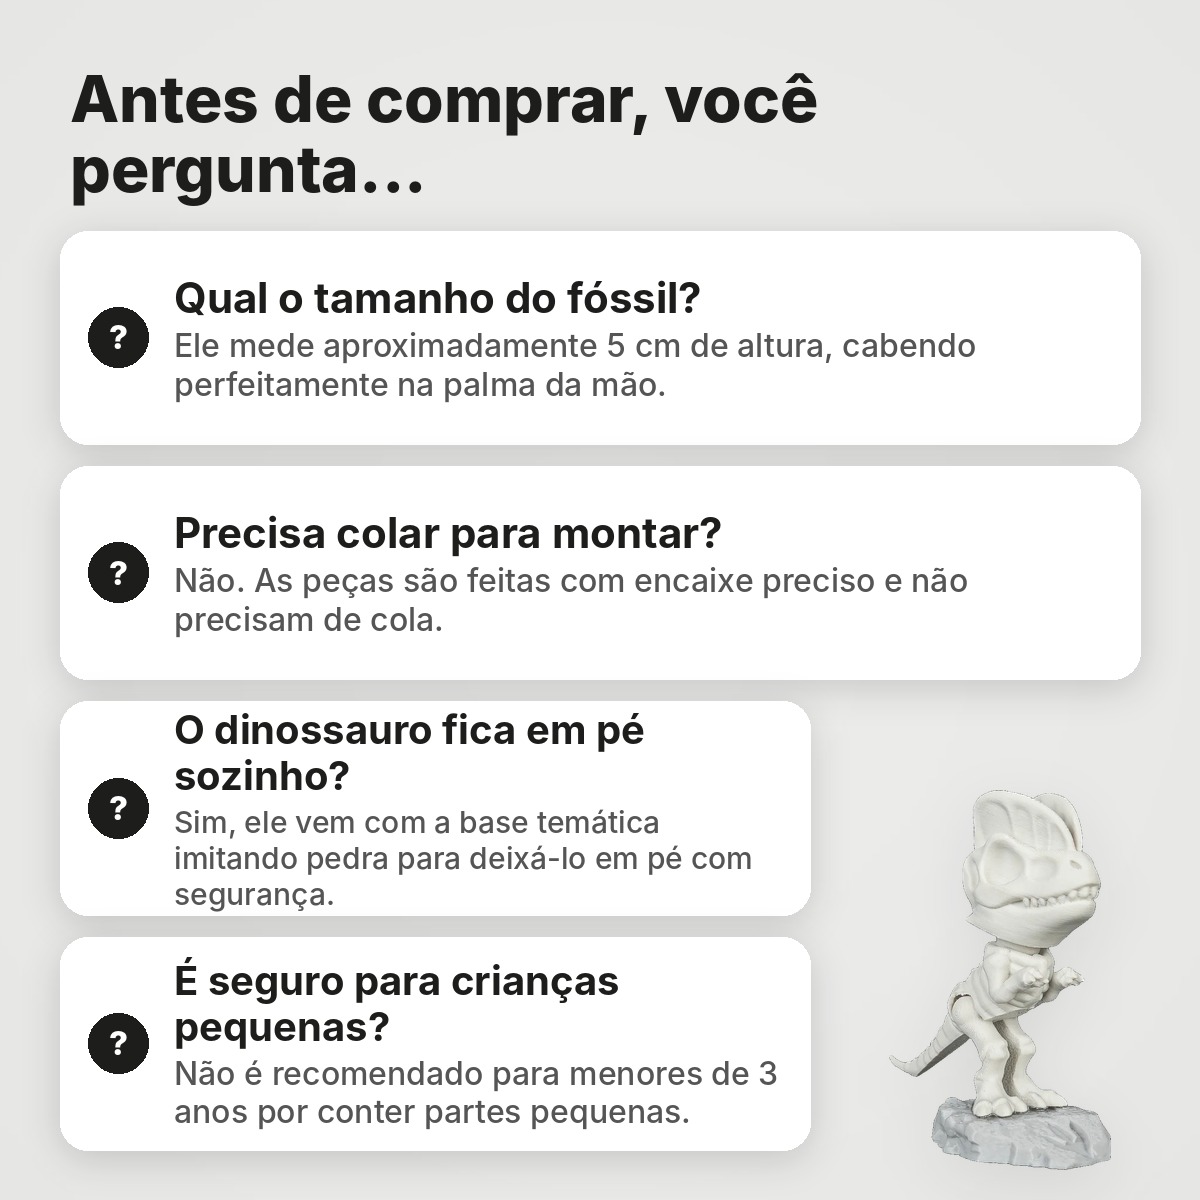 Antes de comprar, você
pergunta...
?
Qual o tamanho do fóssil?
Ele mede aproximadamente 5 cm de altura, cabendo
perfeitamente na palma da mão.
?
Precisa colar para montar?
Não. As peças são feitas com encaixe preciso e não
precisam de cola.
?
O dinossauro fica em pé
sozinho?
Sim, ele vem com a base temática
imitando pedra para deixá-lo em pé com
segurança.
?
É seguro para crianças
pequenas?
Não é recomendado para menores de 3
anos por conter partes pequenas.